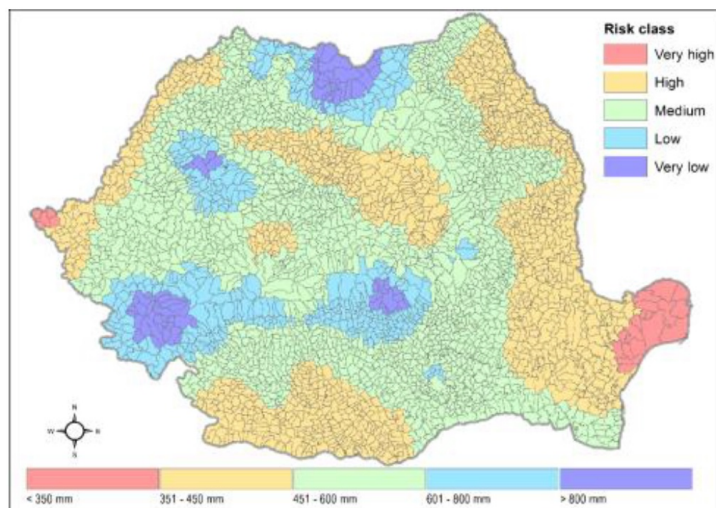 Risk class
Very high
High
Medium
Low
Very low
N
W E
S
< 350 mm 351 - 450 mm 451 - 600 mm 601 - 800 mm > 800 mm